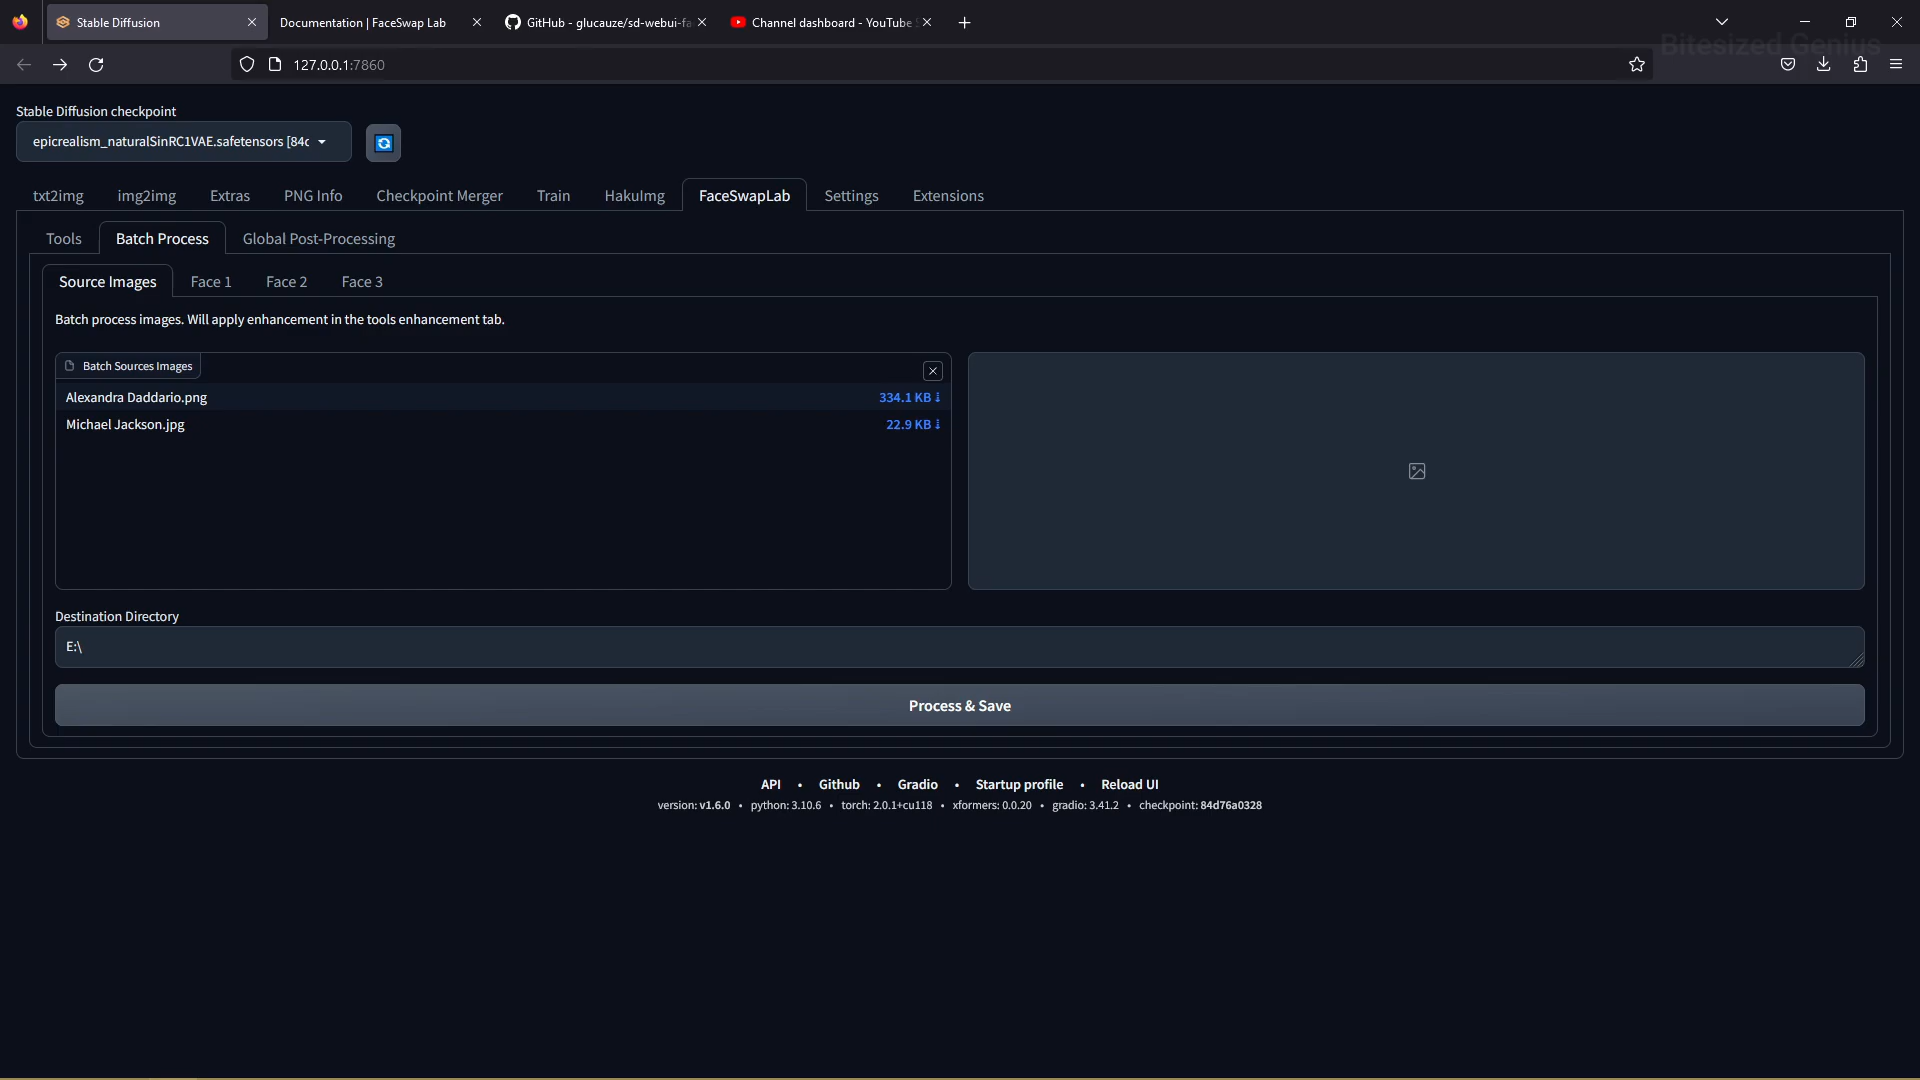 Stable Diffusion
Documentation | FaceSwap Lab
GitHub - glucauze/sd-webui-fa
Channel dashboard - YouTube S
Bitesized Genius
127.0.0.1:7860
Stable Diffusion checkpoint
epicrealism_naturalSinRC1VAE.safetensors [84c
txt2img img2img Extras PNG Info Checkpoint Merger Train HakuImg FaceSwapLab Settings Extensions
Tools Batch Process Global Post-Processing
Source Images Face 1 Face 2 Face 3
Batch process images. Will apply enhancement in the tools enhancement tab.
Batch Sources Images
Alexandra Daddario.png 334.1 KB ⭳
Michael Jackson.jpg 22.9 KB ⭳
Destination Directory
E:\
Process & Save
API • Github • Gradio • Startup profile • Reload UI
version: v1.6.0 • python: 3.10.6 • torch: 2.0.1+cu118 • xformers: 0.0.20 • gradio: 3.41.2 • checkpoint: 84d76a0328